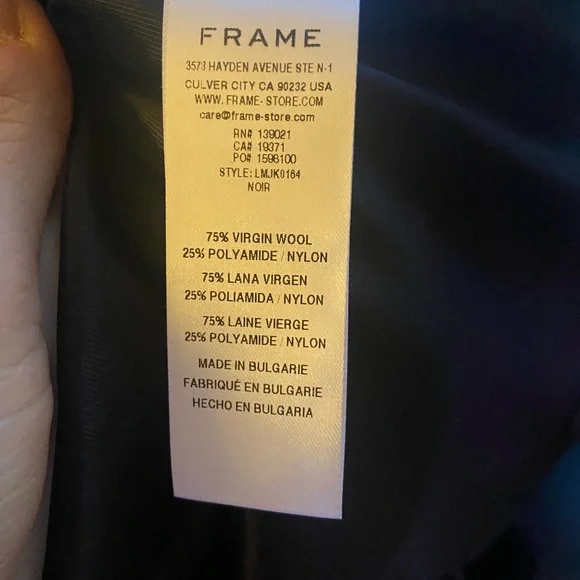 FRAME
3578 HAYDEN AVENUE STE N-1
CULVER CITY CA 90232 USA
WWW. FRAME- STORE.COM
care@frame-store.com
RN# 139021
CA# 19371
PO# 1596100
STYLE: LMJK0164
NOIR
75% VIRGIN WOOL
25% POLYAMIDE / NYLON
75% LANA VIRGEN
25% POLIAMIDA / NYLON
75% LAINE VIERGE
25% POLYAMIDE / NYLON
MADE IN BULGARIE
FABRIQUÉ EN BULGARIE
HECHO EN BULGARIA